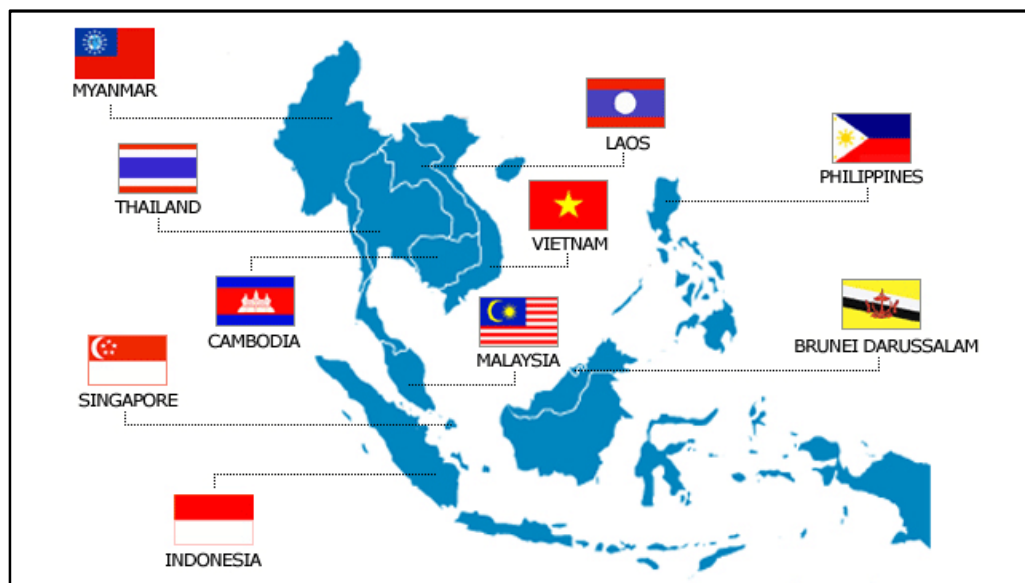 MYANMAR
LAOS
PHILIPPINES
THAILAND
VIETNAM
CAMBODIA
MALAYSIA
BRUNEI DARUSSALAM
SINGAPORE
INDONESIA